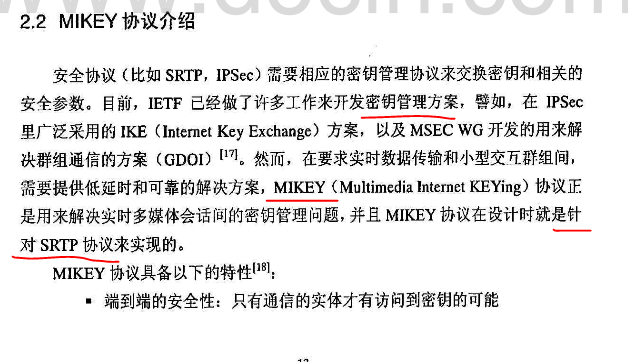 www.docin.com
2.2 MIKEY 协议介绍
安全协议（比如 SRTP，IPSec）需要相应的密钥管理协议来交换密钥和相关的
安全参数。目前，IETF 已经做了许多工作来开发密钥管理方案，譬如，在 IPSec
里广泛采用的 IKE（Internet Key Exchange）方案，以及 MSEC WG 开发的用来解
决群组通信的方案（GDOI）[17]。然而，在要求实时数据传输和小型交互群组间，
需要提供低延时和可靠的解决方案，MIKEY（Multimedia Internet KEYing）协议正
是用来解决实时多媒体会话间的密钥管理问题，并且 MIKEY 协议在设计时就是针
对 SRTP 协议来实现的。
MIKEY 协议具备以下的特性[18]：
▪ 端到端的安全性：只有通信的实体才有访问到密钥的可能